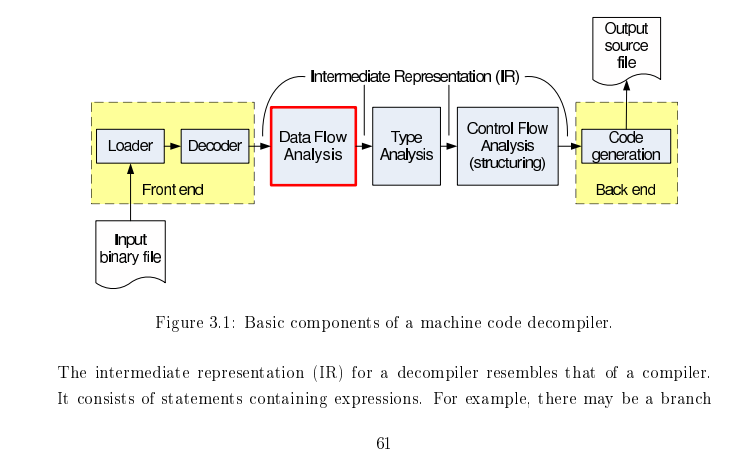 Output
source
file
Intermediate Representation (IR)
Loader
Decoder
Data Flow
Analysis
Type
Analysis
Control Flow
Analysis
(structuring)
Code
generation
Front end
Back end
Input
binary file
Figure 3.1: Basic components of a machine code decompiler.
The intermediate representation (IR) for a decompiler resembles that of a compiler.
It consists of statements containing expressions. For example, there may be a branch
61